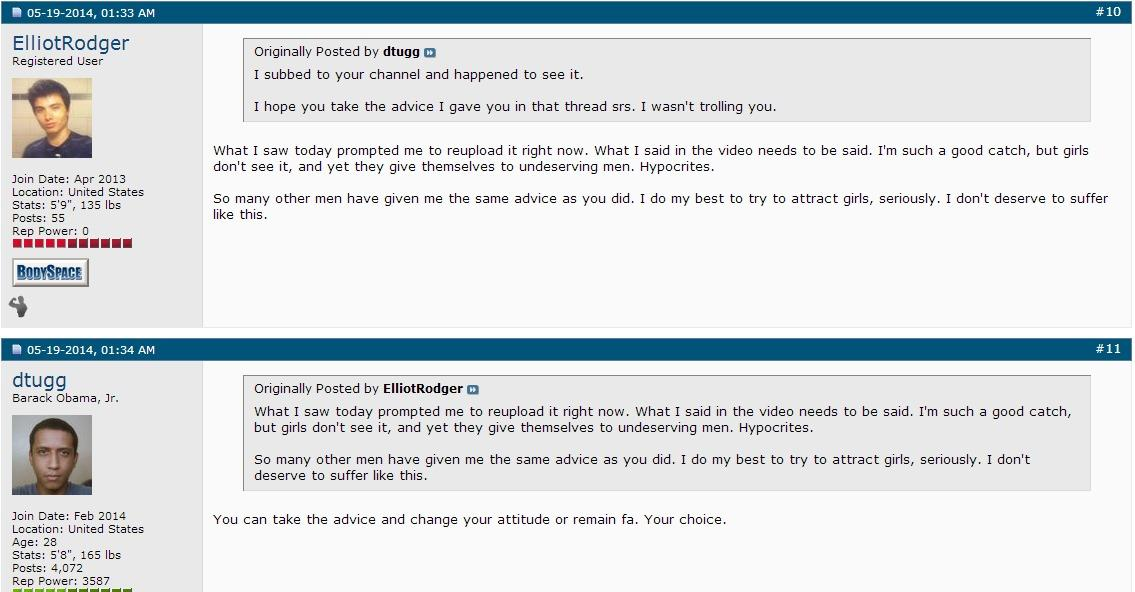 05-19-2014, 01:33 AM #10
ElliotRodger
Registered User
Join Date: Apr 2013
Location: United States
Stats: 5'9", 135 lbs
Posts: 55
Rep Power: 0
BODYSPACE
Originally Posted by dtugg
I subbed to your channel and happened to see it.
I hope you take the advice I gave you in that thread srs. I wasn't trolling you.
What I saw today prompted me to reupload it right now. What I said in the video needs to be said. I'm such a good catch, but girls
don't see it, and yet they give themselves to undeserving men. Hypocrites.
So many other men have given me the same advice as you did. I do my best to try to attract girls, seriously. I don't deserve to suffer
like this.
05-19-2014, 01:34 AM #11
dtugg
Barack Obama, Jr.
Join Date: Feb 2014
Location: United States
Age: 28
Stats: 5'8", 165 lbs
Posts: 4,072
Rep Power: 3587
Originally Posted by ElliotRodger
What I saw today prompted me to reupload it right now. What I said in the video needs to be said. I'm such a good catch,
but girls don't see it, and yet they give themselves to undeserving men. Hypocrites.
So many other men have given me the same advice as you did. I do my best to try to attract girls, seriously. I don't
deserve to suffer like this.
You can take the advice and change your attitude or remain fa. Your choice.